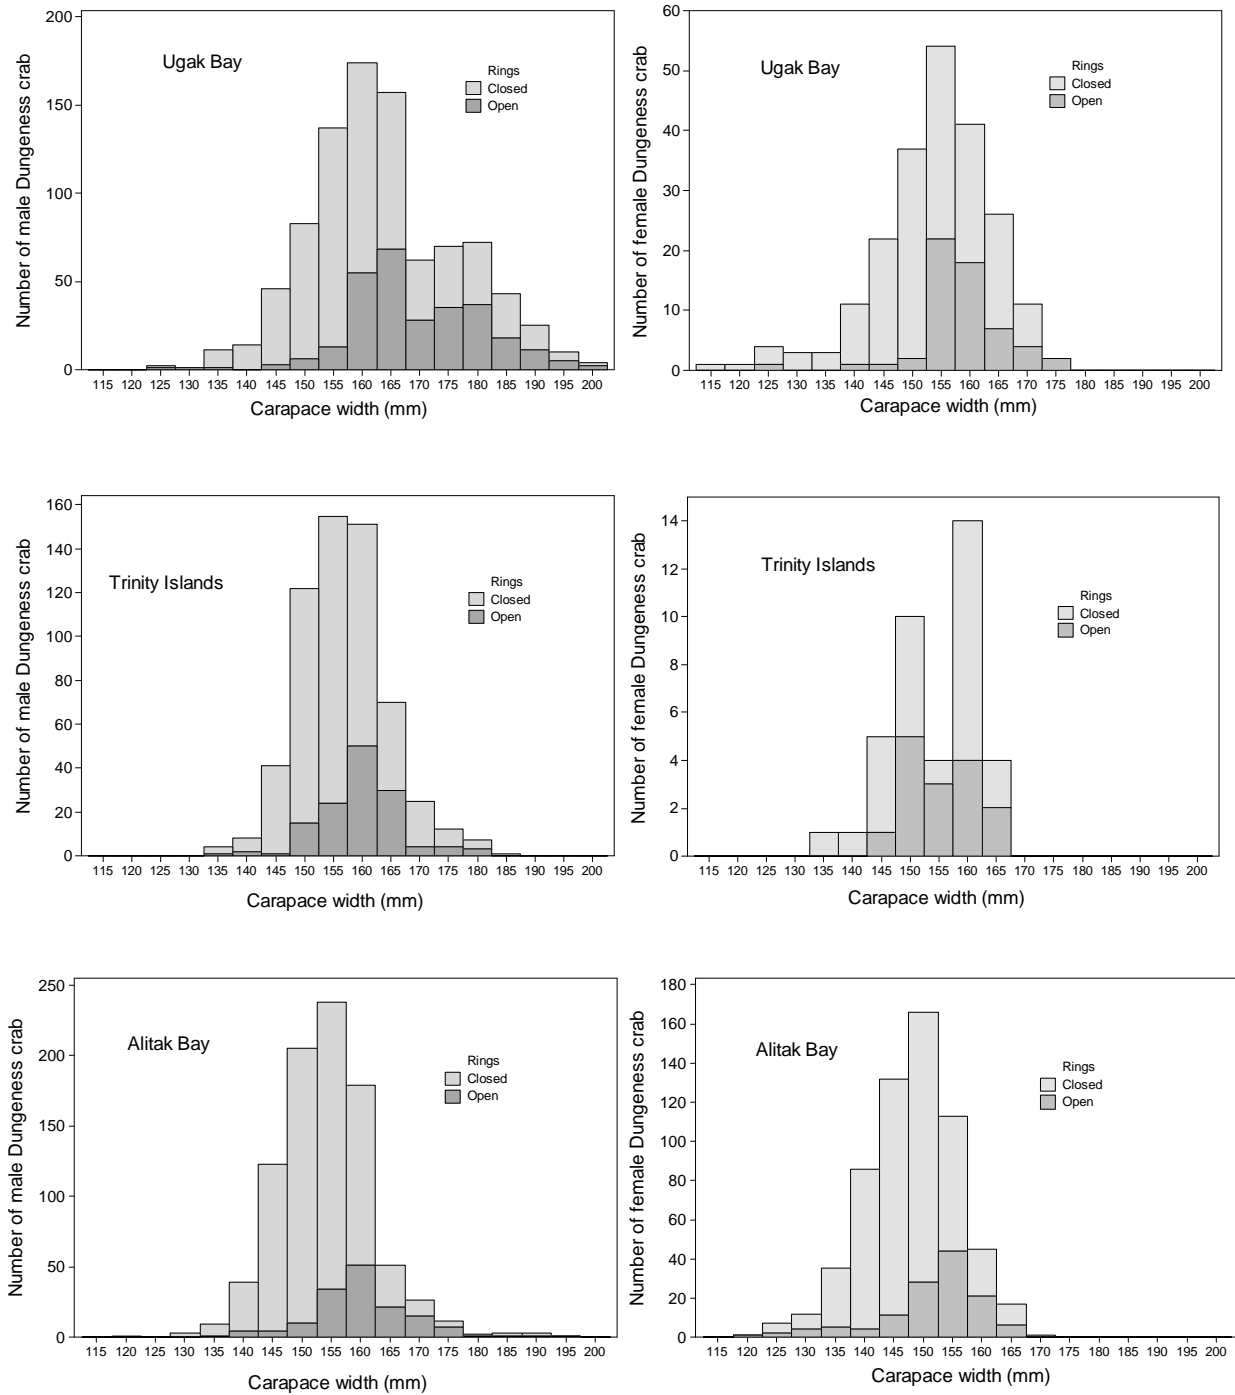 Number of male Dungeness crab
200
150
100
50
0
Ugak Bay
Rings
Closed
Open
115 120 125 130 135 140 145 150 155 160 165 170 175 180 185 190 195 200
Carapace width (mm)
Number of female Dungeness crab
60
50
40
30
20
10
0
Ugak Bay
Rings
Closed
Open
115 120 125 130 135 140 145 150 155 160 165 170 175 180 185 190 195 200
Carapace width (mm)
Number of male Dungeness crab
160
140
120
100
80
60
40
20
0
Trinity Islands
Rings
Closed
Open
115 120 125 130 135 140 145 150 155 160 165 170 175 180 185 190 195 200
Carapace width (mm)
Number of female Dungeness crab
14
12
10
8
6
4
2
0
Trinity Islands
Rings
Closed
Open
115 120 125 130 135 140 145 150 155 160 165 170 175 180 185 190 195 200
Carapace width (mm)
Number of male Dungeness crab
250
200
150
100
50
0
Alitak Bay
Rings
Closed
Open
115 120 125 130 135 140 145 150 155 160 165 170 175 180 185 190 195 200
Carapace width (mm)
Number of female Dungeness crab
180
160
140
120
100
80
60
40
20
0
Alitak Bay
Rings
Closed
Open
115 120 125 130 135 140 145 150 155 160 165 170 175 180 185 190 195 200
Carapace width (mm)